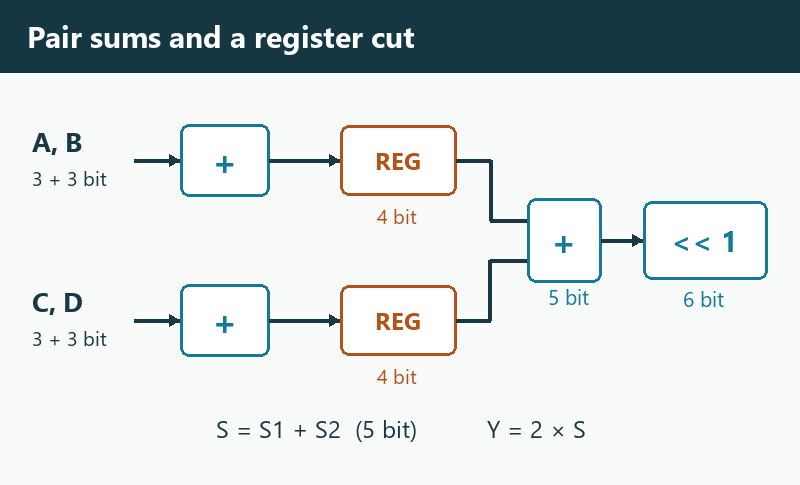 Pair sums and a register cut
A, B
3 + 3 bit
+
REG
4 bit
C, D
3 + 3 bit
+
REG
4 bit
+
5 bit
<< 1
6 bit
S = S1 + S2 (5 bit)
Y = 2 × S